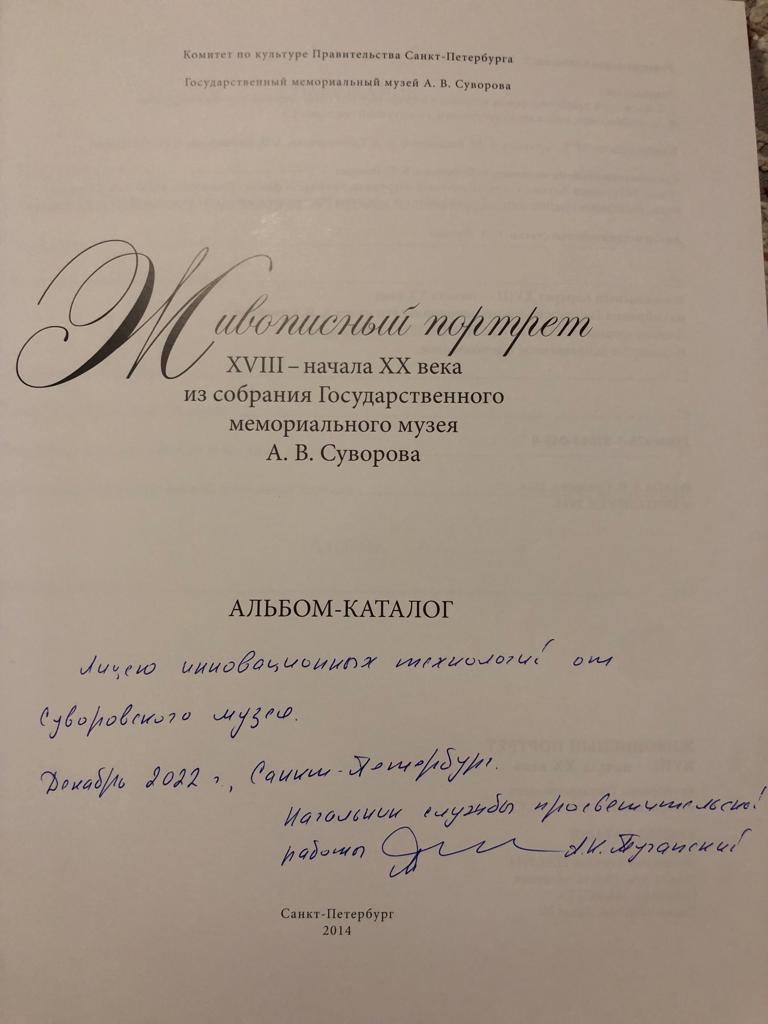 Комитет по культуре Правительства Санкт-Петербурга
Государственный мемориальный музей А. В. Суворова
Живописный портрет
XVIII – начала XX века
из собрания Государственного
мемориального музея
А. В. Суворова
АЛЬБОМ-КАТАЛОГ
Лицею инновационных технологий от
Суворовского музея.
Декабрь 2022 г., Санкт-Петербург.
Начальник службы просветительской
работы
Санкт-Петербург
2014